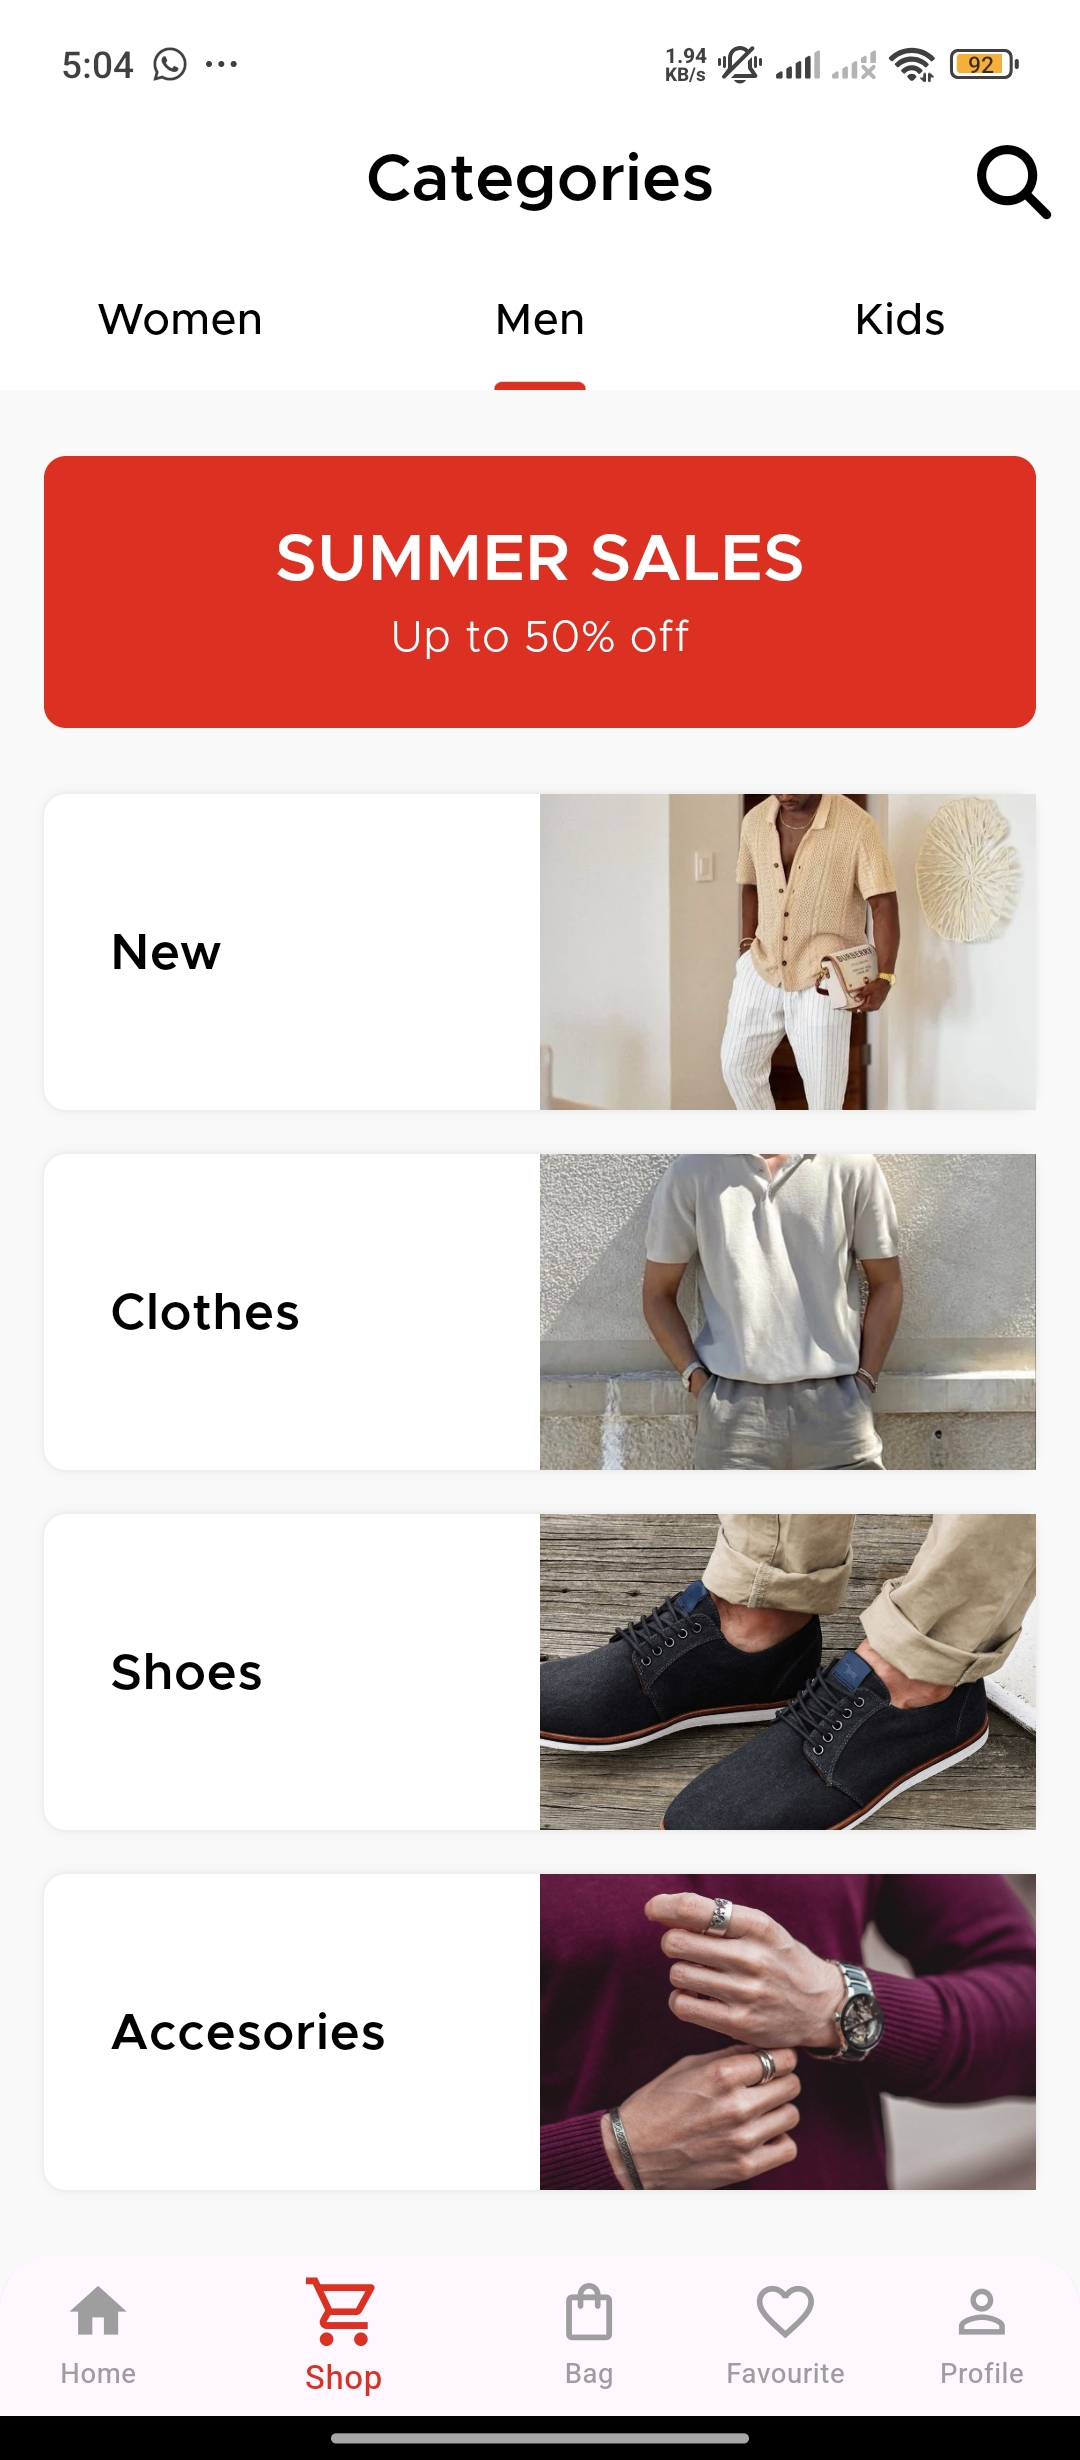 5:04 ... 1.94 KB/s 92
Categories
Women Men Kids
SUMMER SALES
Up to 50% off
New
BURBERRY
Clothes
Shoes
Accesories
Home Shop Bag Favourite Profile